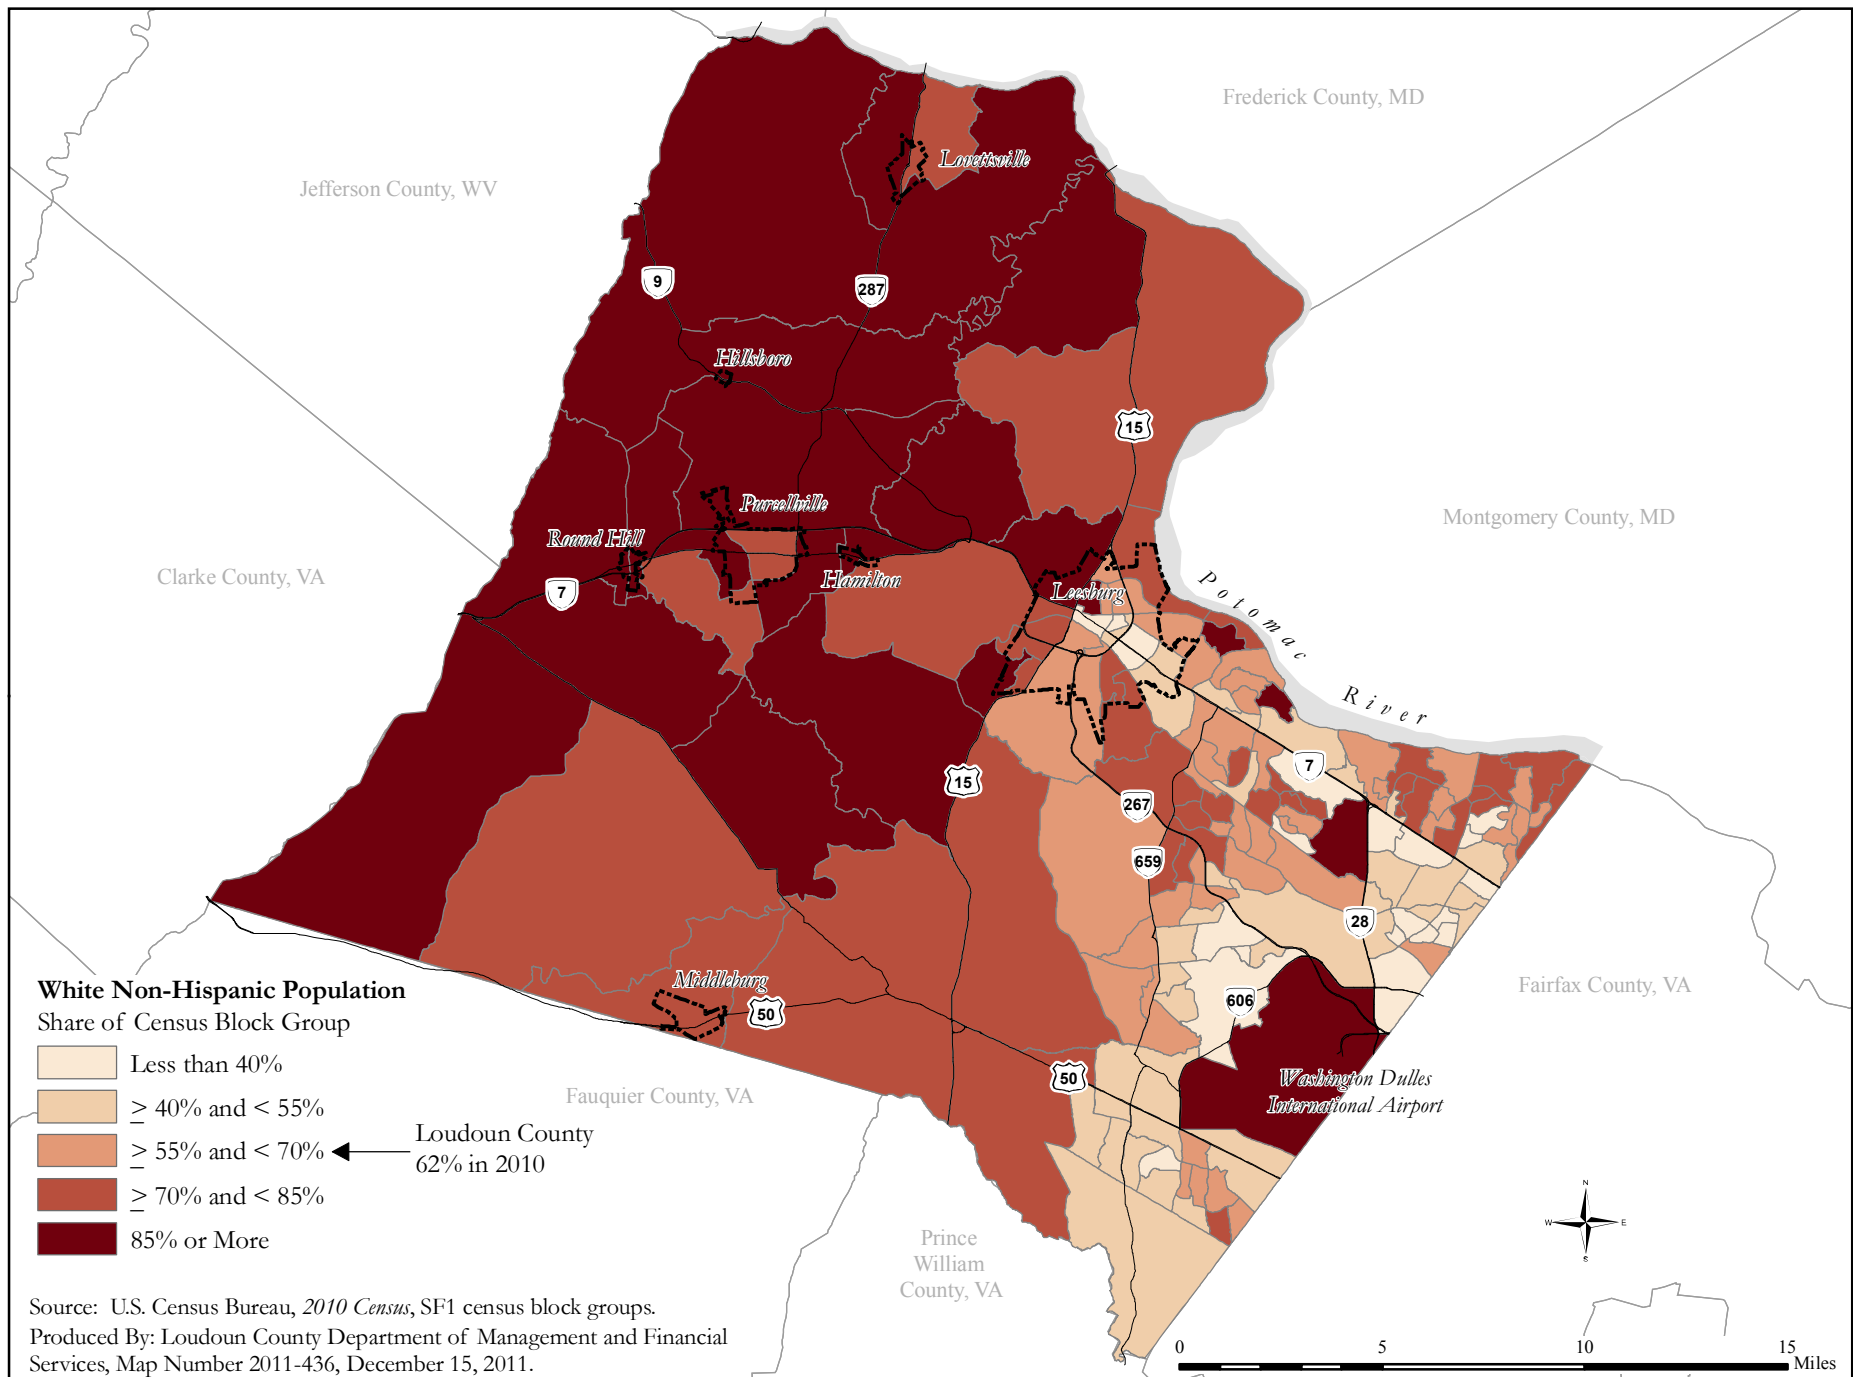 Frederick County, MD
Lovettsville
Jefferson County, WV
9
287
Hillsboro
15
Purcellville
Montgomery County, MD
Round Hill
Clarke County, VA
7
Hamilton
Leesburg
Potomac
River
7
15
267
659
28
Middleburg
Fairfax County, VA
606
50
50
Washington Dulles
International Airport
Fauquier County, VA
Prince
William
County, VA
White Non-Hispanic Population
Share of Census Block Group
Less than 40%
≥ 40% and < 55%
≥ 55% and < 70%
Loudoun County
62% in 2010
≥ 70% and < 85%
85% or More
N
W E
S
Source: U.S. Census Bureau, 2010 Census, SF1 census block groups.
Produced By: Loudoun County Department of Management and Financial
Services, Map Number 2011-436, December 15, 2011.
0 5 10 15
Miles